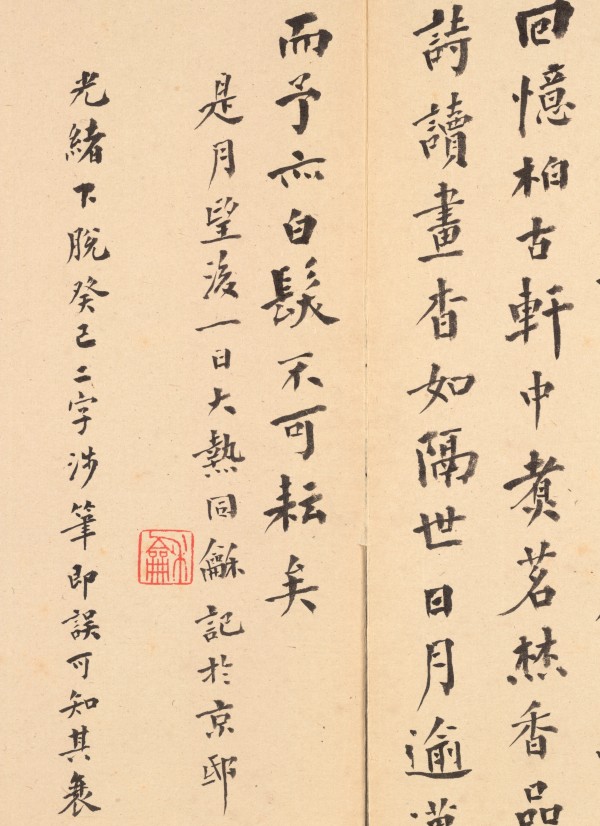 回憶柏古軒中煮茗焚香品
詩讀畫杳如隔世日月逾
而予亦白髮不可耘矣
是月望後一日大熱同龢記於京邸
龢
光緒下脫癸巳二字涉筆即誤可知其衰